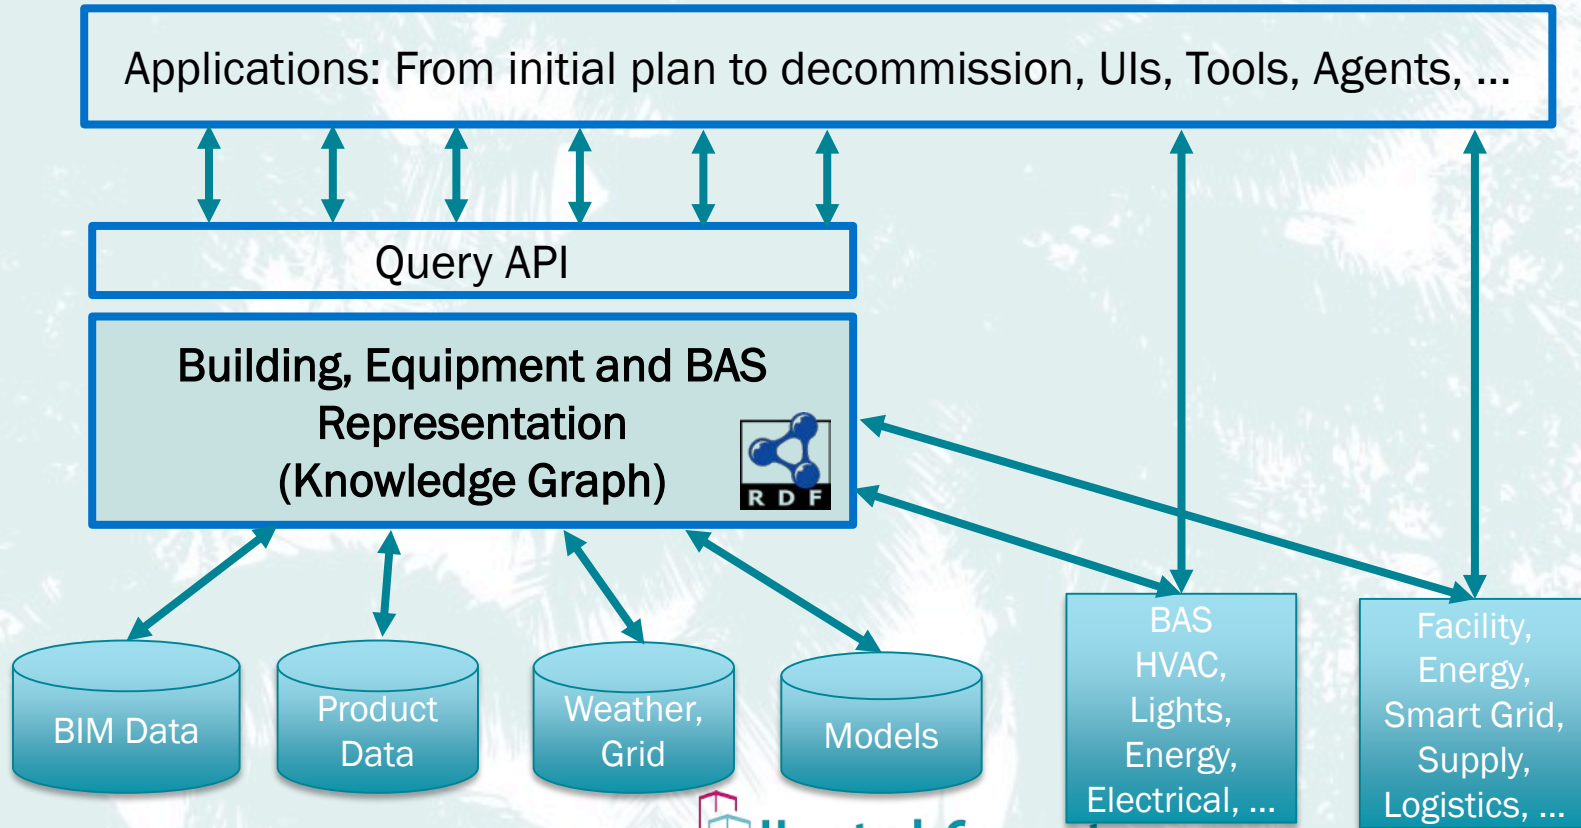 Applications: From initial plan to decommission, UIs, Tools, Agents, ...
Query API
Building, Equipment and BAS
Representation
(Knowledge Graph)
RDF
BIM Data
Product
Data
Weather,
Grid
Models
BAS
HVAC,
Lights,
Energy,
Electrical, ...
Facility,
Energy,
Smart Grid,
Supply,
Logistics, ...